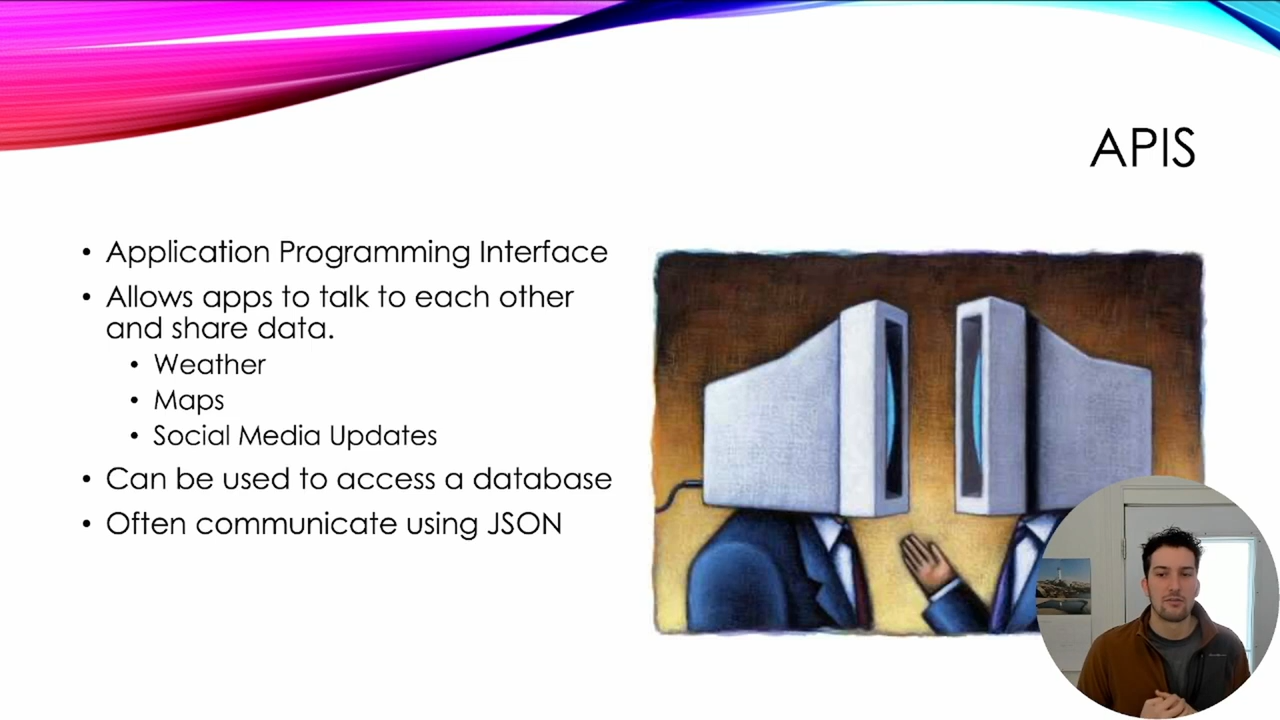 APIS
• Application Programming Interface
• Allows apps to talk to each other
and share data.
• Weather
• Maps
• Social Media Updates
• Can be used to access a database
• Often communicate using JSON